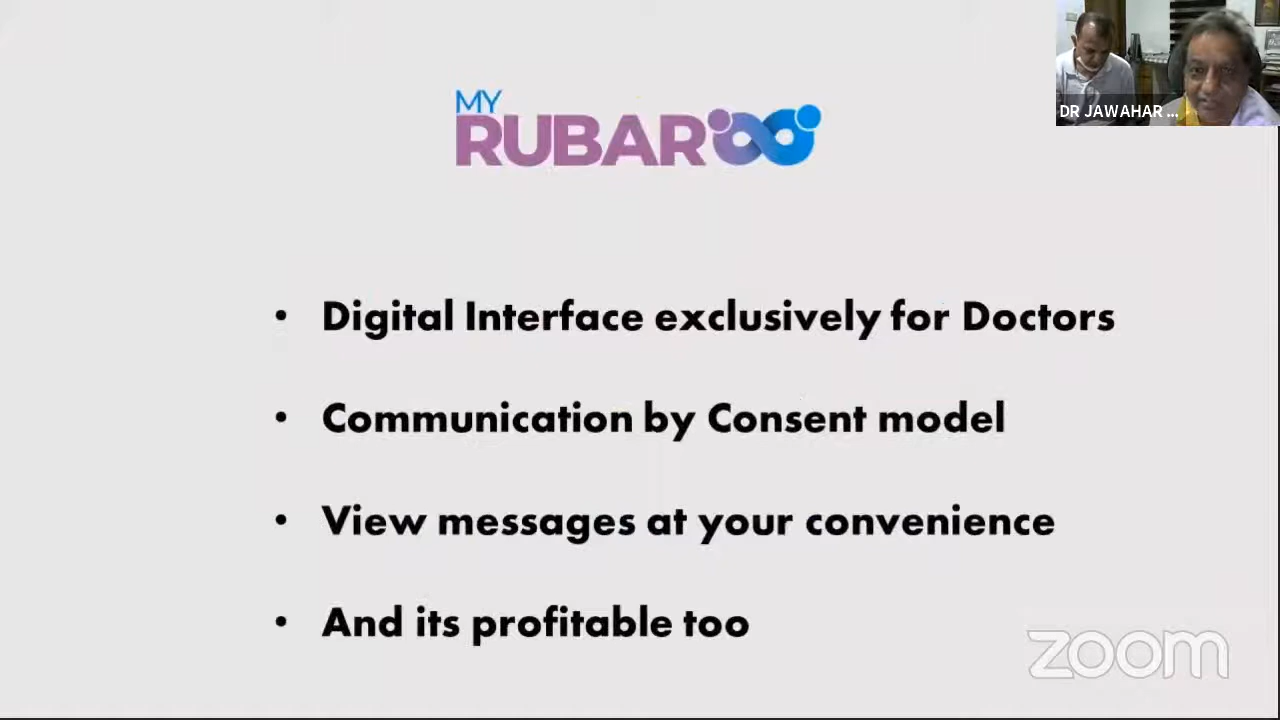 MY
RUBAROO
DR JAWAHAR ...
• Digital Interface exclusively for Doctors
• Communication by Consent model
• View messages at your convenience
• And its profitable too
zoom